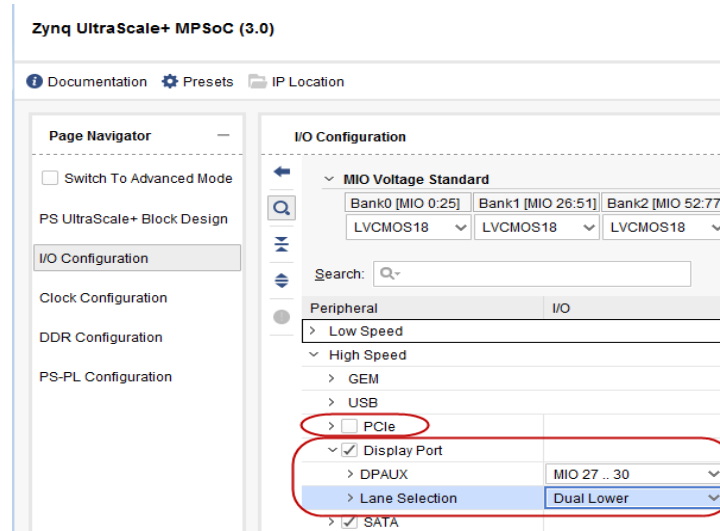 Zynq UltraScale+ MPSoC (3.0)
Documentation Presets IP Location
Page Navigator
Switch To Advanced Mode
PS UltraScale+ Block Design
I/O Configuration
Clock Configuration
DDR Configuration
PS-PL Configuration
I/O Configuration
MIO Voltage Standard
Bank0 [MIO 0:25] Bank1 [MIO 26:51] Bank2 [MIO 52:77
LVCMOS18 LVCMOS18 LVCMOS18
Search:
Peripheral I/O
Low Speed
High Speed
GEM
USB
PCIe
Display Port
DPAUX MIO 27 .. 30
Lane Selection Dual Lower
SATA